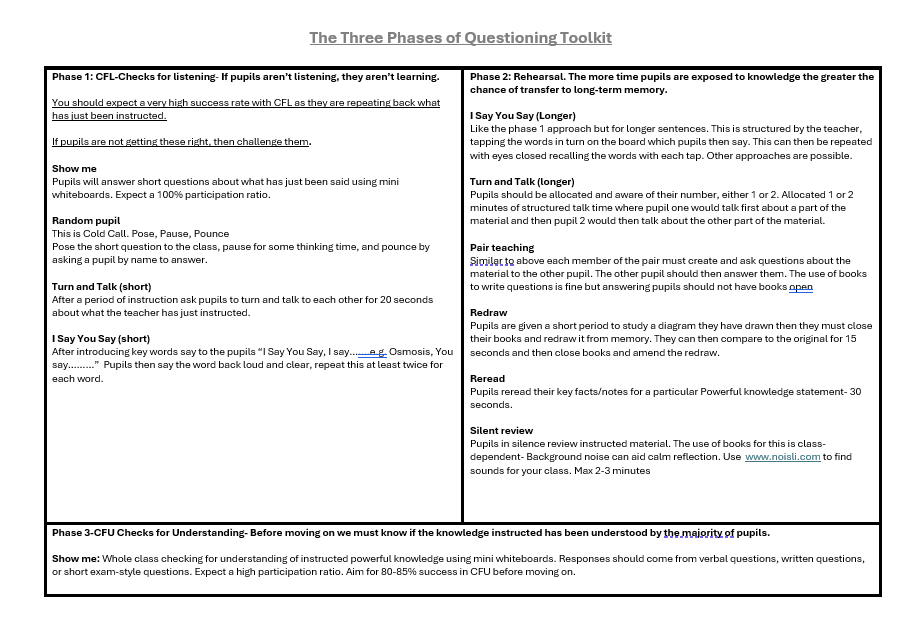 The Three Phases of Questioning Toolkit
Phase 1: CFL-Checks for listening- If pupils aren't listening, they aren't learning.
You should expect a very high success rate with CFL as they are repeating back what
has just been instructed.
If pupils are not getting these right, then challenge them.
Show me
Pupils will answer short questions about what has just been said using mini
whiteboards. Expect a 100% participation ratio.
Random pupil
This is Cold Call. Pose, Pause, Pounce
Pose the short question to the class, pause for some thinking time, and pounce by
asking a pupil by name to answer.
Turn and Talk (short)
After a period of instruction ask pupils to turn and talk to each other for 20 seconds
about what the teacher has just instructed.
I Say You Say (short)
After introducing key words say to the pupils “I Say You Say, I say…….e.g. Osmosis, You
say………” Pupils then say the word back loud and clear, repeat this at least twice for
each word.
Phase 2: Rehearsal. The more time pupils are exposed to knowledge the greater the
chance of transfer to long-term memory.
I Say You Say (Longer)
Like the phase 1 approach but for longer sentences. This is structured by the teacher,
tapping the words in turn on the board which pupils then say. This can then be repeated
with eyes closed recalling the words with each tap. Other approaches are possible.
Turn and Talk (longer)
Pupils should be allocated and aware of their number, either 1 or 2. Allocated 1 or 2
minutes of structured talk time where pupil one would talk first about a part of the
material and then pupil 2 would then talk about the other part of the material.
Pair teaching
Similar to above each member of the pair must create and ask questions about the
material to the other pupil. The other pupil should then answer them. The use of books
to write questions is fine but answering pupils should not have books open
Redraw
Pupils are given a short period to study a diagram they have drawn then they must close
their books and redraw it from memory. They can then compare to the original for 15
seconds and then close books and amend the redraw.
Reread
Pupils reread their key facts/notes for a particular Powerful knowledge statement- 30
seconds.
Silent review
Pupils in silence review instructed material. The use of books for this is class-
dependent- Background noise can aid calm reflection. Use www.noisli.com to find
sounds for your class. Max 2-3 minutes
Phase 3-CFU Checks for Understanding- Before moving on we must know if the knowledge instructed has been understood by the majority of pupils.
Show me: Whole class checking for understanding of instructed powerful knowledge using mini whiteboards. Responses should come from verbal questions, written questions,
or short exam-style questions. Expect a high participation ratio. Aim for 80-85% success in CFU before moving on.